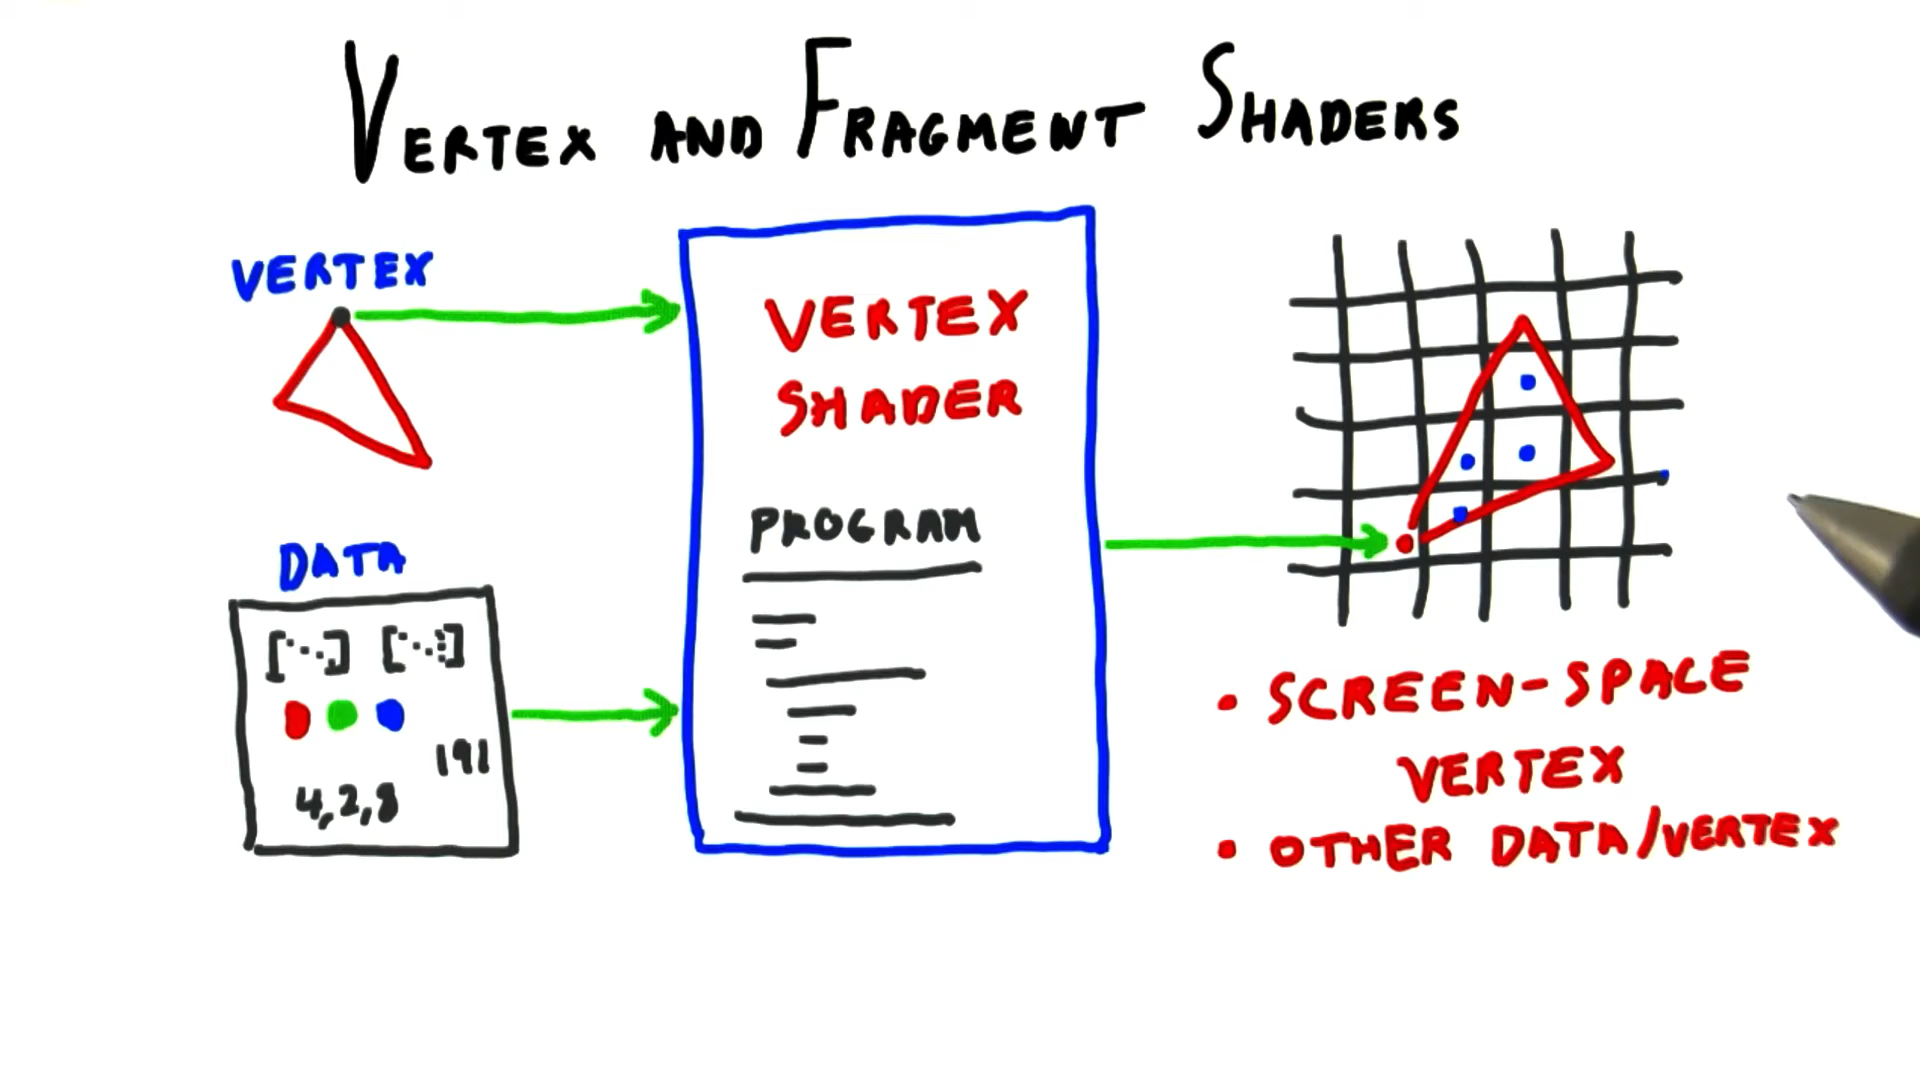 VERTEX AND FRAGMENT SHADERS
VERTEX
DATA
[⋱] [⋱]
191
4,2,8
VERTEX
SHADER
PROGRAM
• SCREEN-SPACE
VERTEX
• OTHER DATA/VERTEX